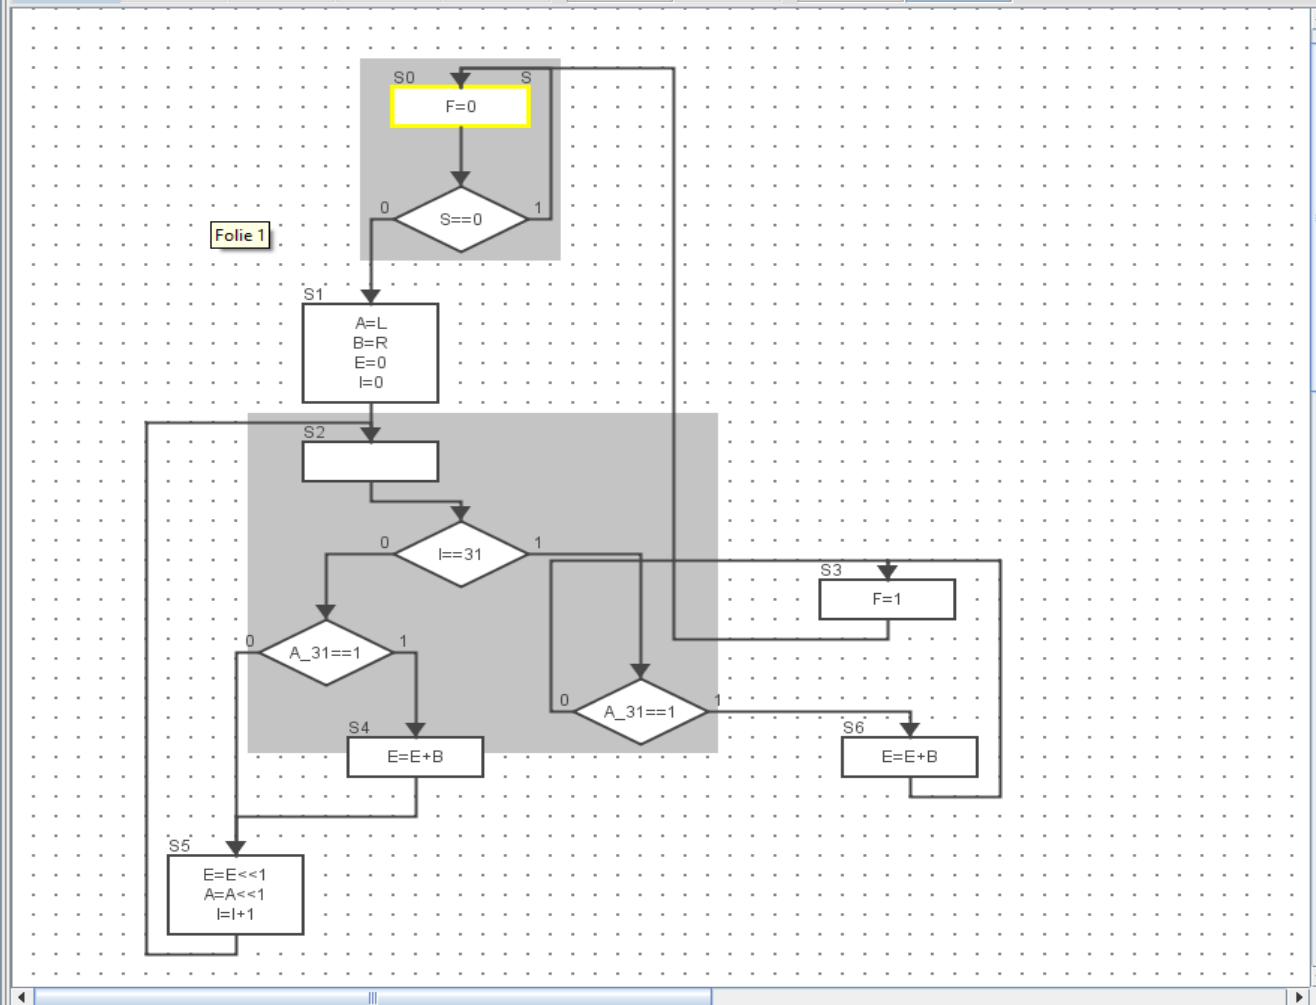 S0
S
F=0
S==0
0
1
Folie 1
S1
A=L
B=R
E=0
I=0
S2
I==31
0
1
S3
F=1
A_31==1
0
1
A_31==1
0
1
S4
E=E+B
S6
E=E+B
S5
E=E<<1
A=A<<1
I=I+1